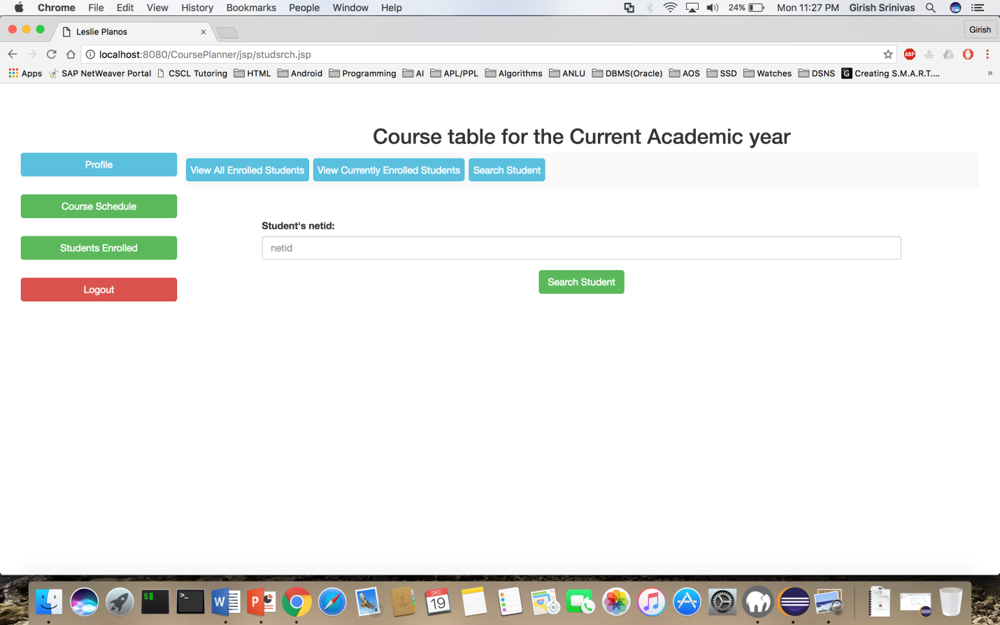 Chrome File Edit View History Bookmarks People Window Help 24% Mon 11:27 PM Girish Srinivas
Leslie Planos Girish
localhost:8080/CoursePlanner/jsp/studsrch.jsp ABP
Apps SAP NetWeaver Portal CSCL Tutoring HTML Android Programming AI APL/PPL Algorithms ANLU DBMS(Oracle) AOS SSD Watches DSNS G Creating S.M.A.R.T.... »
Course table for the Current Academic year
Profile
View All Enrolled Students View Currently Enrolled Students Search Student
Course Schedule
Student's netid:
Students Enrolled
netid
Search Student
Logout
$ >_ W P DEC 19